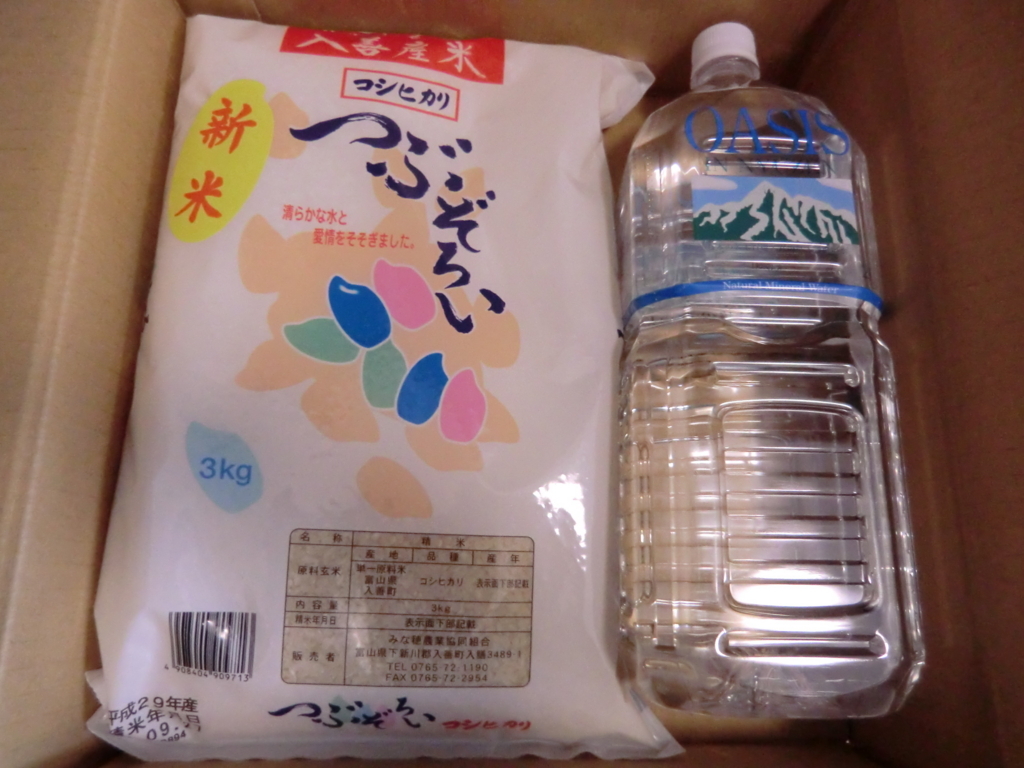 入善産米
コシヒカリ
新米
つぶぞろい
清らかな水と
愛情をそそぎました。
3kg
名称 精米
原料玄米 産地 品種 産年
単一原料米
富山県 コシヒカリ 表示面下部記載
入善町
内容量 3kg
精米年月日 表示面下部記載
販売者 みな穂農業協同組合
富山県下新川郡入善町入膳3489-1
TEL 0765-72-1190
FAX 0765-72-2954
4 908404 909713
つぶぞろい コシヒカリ
平成29年産
OASIS
Natural Mineral Water